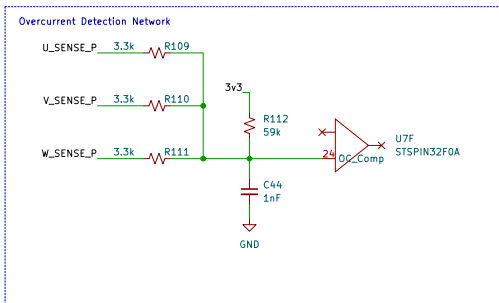 Overcurrent Detection Network
U_SENSE_P 3.3k R109
3v3
V_SENSE_P 3.3k R110
R112
59k
U7F
STSPIN32F0A
W_SENSE_P 3.3k R111
24 OC_Comp
C44
1nF
GND